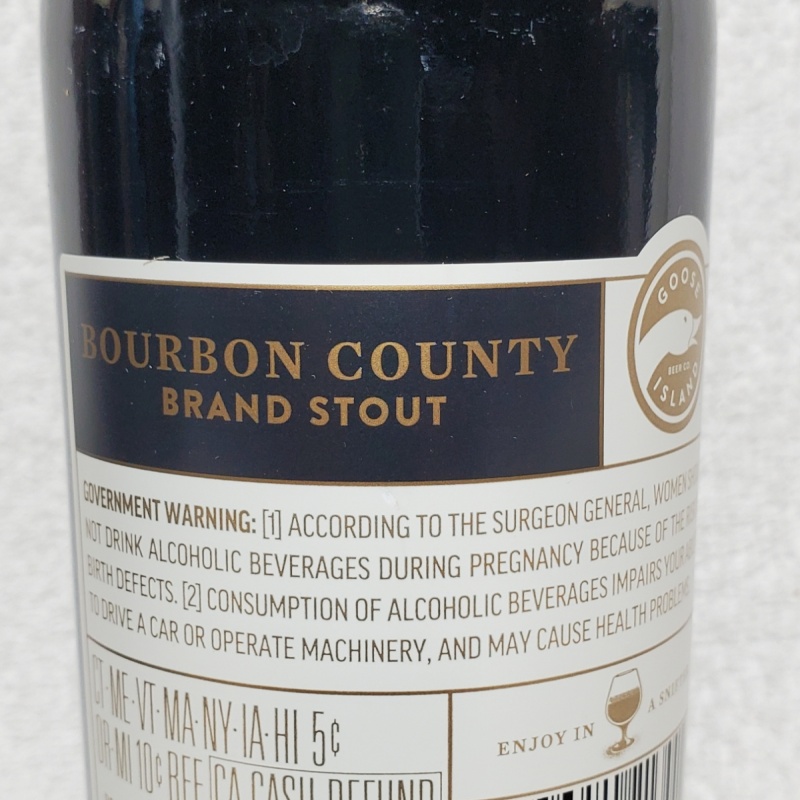 BOURBON COUNTY
BRAND STOUT
GOOSE
BEER CO.
ISLAND
GOVERNMENT WARNING: [1] ACCORDING TO THE SURGEON GENERAL, WOMEN
NOT DRINK ALCOHOLIC BEVERAGES DURING PREGNANCY BECAUSE OF THE
BIRTH DEFECTS. [2] CONSUMPTION OF ALCOHOLIC BEVERAGES IMPAIRS YOUR
TO DRIVE A CAR OR OPERATE MACHINERY, AND MAY CAUSE HEALTH PROBLEMS.
CT·ME·VT·MA·NY·IA·HI 5¢
OR·MI 10¢ REF CA CASH REFUND
ENJOY IN A